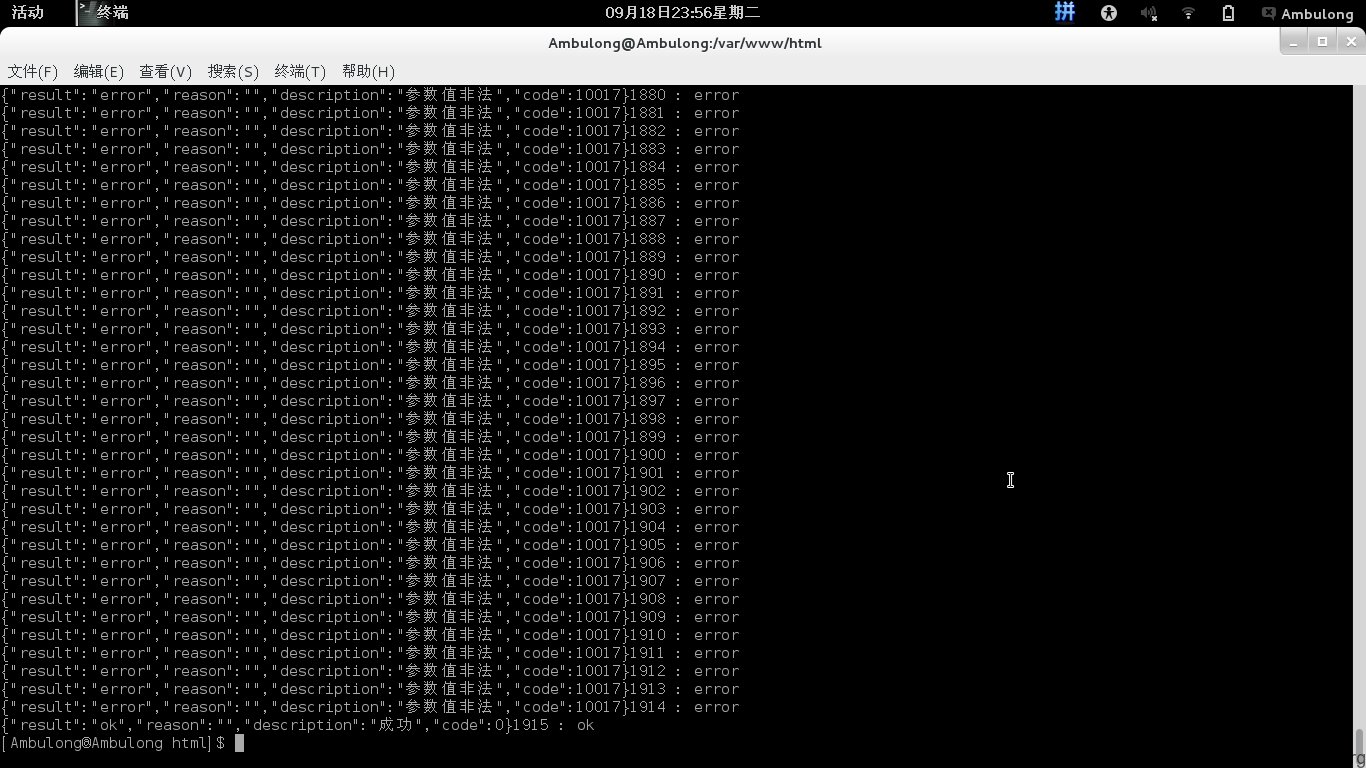 活动 终端 09月18日23:56星期二 拼 Ambulong
Ambulong@Ambulong:/var/www/html
文件(F) 编辑(E) 查看(V) 搜索(S) 终端(T) 帮助(H)
{"result":"error","reason":"","description":"参数值非法","code":10017}1880 : error
{"result":"error","reason":"","description":"参数值非法","code":10017}1881 : error
{"result":"error","reason":"","description":"参数值非法","code":10017}1882 : error
{"result":"error","reason":"","description":"参数值非法","code":10017}1883 : error
{"result":"error","reason":"","description":"参数值非法","code":10017}1884 : error
{"result":"error","reason":"","description":"参数值非法","code":10017}1885 : error
{"result":"error","reason":"","description":"参数值非法","code":10017}1886 : error
{"result":"error","reason":"","description":"参数值非法","code":10017}1887 : error
{"result":"error","reason":"","description":"参数值非法","code":10017}1888 : error
{"result":"error","reason":"","description":"参数值非法","code":10017}1889 : error
{"result":"error","reason":"","description":"参数值非法","code":10017}1890 : error
{"result":"error","reason":"","description":"参数值非法","code":10017}1891 : error
{"result":"error","reason":"","description":"参数值非法","code":10017}1892 : error
{"result":"error","reason":"","description":"参数值非法","code":10017}1893 : error
{"result":"error","reason":"","description":"参数值非法","code":10017}1894 : error
{"result":"error","reason":"","description":"参数值非法","code":10017}1895 : error
{"result":"error","reason":"","description":"参数值非法","code":10017}1896 : error
{"result":"error","reason":"","description":"参数值非法","code":10017}1897 : error
{"result":"error","reason":"","description":"参数值非法","code":10017}1898 : error
{"result":"error","reason":"","description":"参数值非法","code":10017}1899 : error
{"result":"error","reason":"","description":"参数值非法","code":10017}1900 : error
{"result":"error","reason":"","description":"参数值非法","code":10017}1901 : error
{"result":"error","reason":"","description":"参数值非法","code":10017}1902 : error
{"result":"error","reason":"","description":"参数值非法","code":10017}1903 : error
{"result":"error","reason":"","description":"参数值非法","code":10017}1904 : error
{"result":"error","reason":"","description":"参数值非法","code":10017}1905 : error
{"result":"error","reason":"","description":"参数值非法","code":10017}1906 : error
{"result":"error","reason":"","description":"参数值非法","code":10017}1907 : error
{"result":"error","reason":"","description":"参数值非法","code":10017}1908 : error
{"result":"error","reason":"","description":"参数值非法","code":10017}1909 : error
{"result":"error","reason":"","description":"参数值非法","code":10017}1910 : error
{"result":"error","reason":"","description":"参数值非法","code":10017}1911 : error
{"result":"error","reason":"","description":"参数值非法","code":10017}1912 : error
{"result":"error","reason":"","description":"参数值非法","code":10017}1913 : error
{"result":"error","reason":"","description":"参数值非法","code":10017}1914 : error
{"result":"ok","reason":"","description":"成功","code":0}1915 : ok
[Ambulong@Ambulong html]$